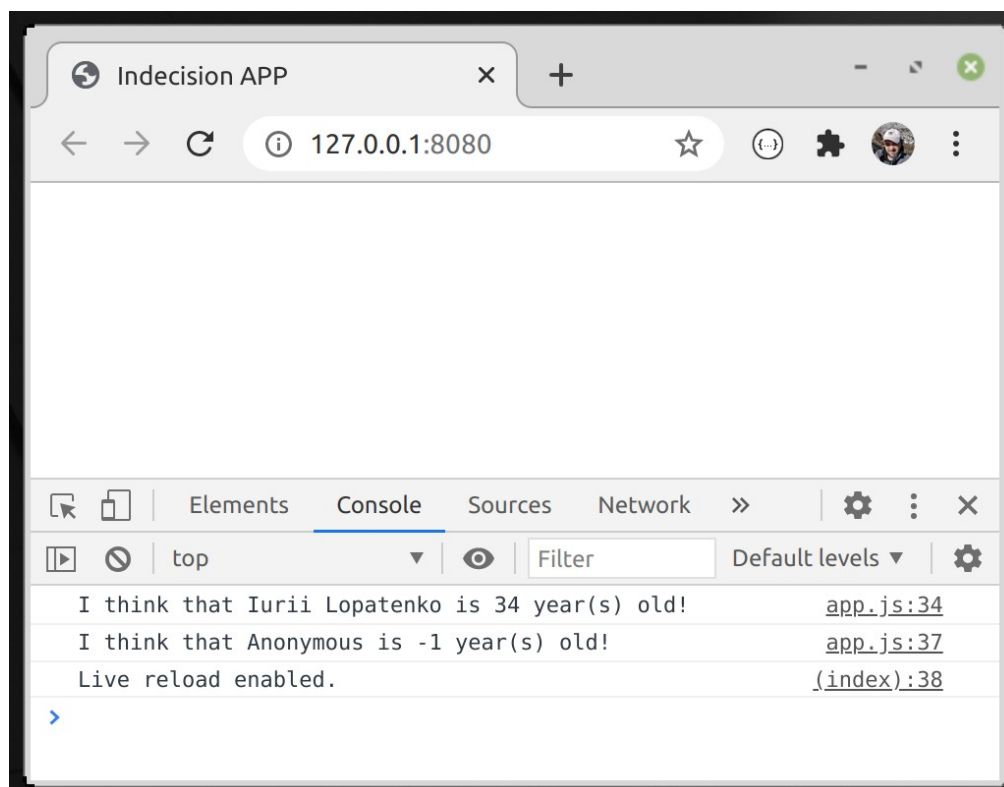 Indecision APP
127.0.0.1:8080
{...}
Elements Console Sources Network
top Filter Default levels
I think that Iurii Lopatenko is 34 year(s) old! app.js:34
I think that Anonymous is -1 year(s) old! app.js:37
Live reload enabled. (index):38